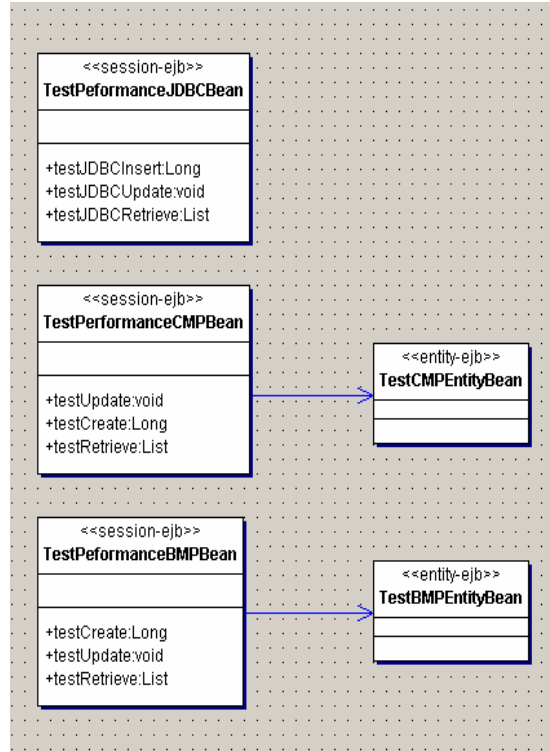 <<session-ejb>>
TestPeformanceJDBCBean
+testJDBCInsert:Long
+testJDBCUpdate:void
+testJDBCRetrieve:List
<<session-ejb>>
TestPerformanceCMPBean
+testUpdate:void
+testCreate:Long
+testRetrieve:List
<<entity-ejb>>
TestCMPEntityBean
<<session-ejb>>
TestPeformanceBMPBean
+testCreate:Long
+testUpdate:void
+testRetrieve:List
<<entity-ejb>>
TestBMPEntityBean